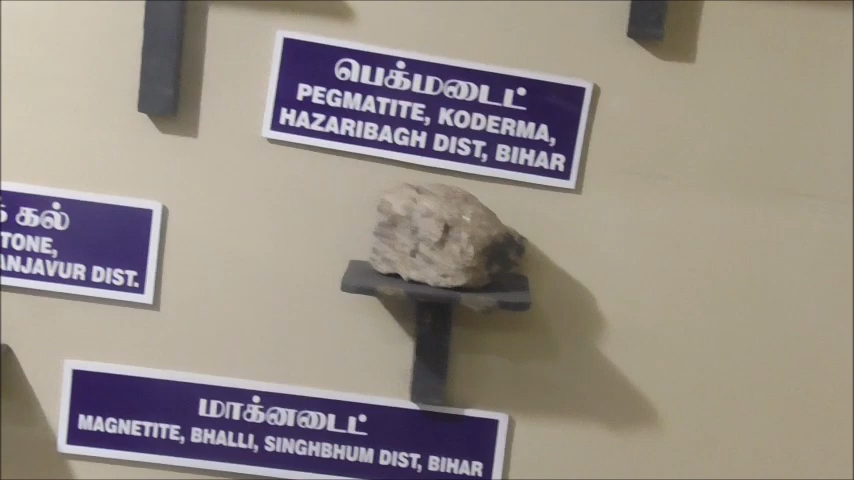 பெக்மடைட்
PEGMATITE, KODERMA,
HAZARIBAGH DIST, BIHAR
கல்
TONE,
ANJAVUR DIST.
மாக்னடைட்
MAGNETITE, BHALLI, SINGHBHUM DIST, BIHAR